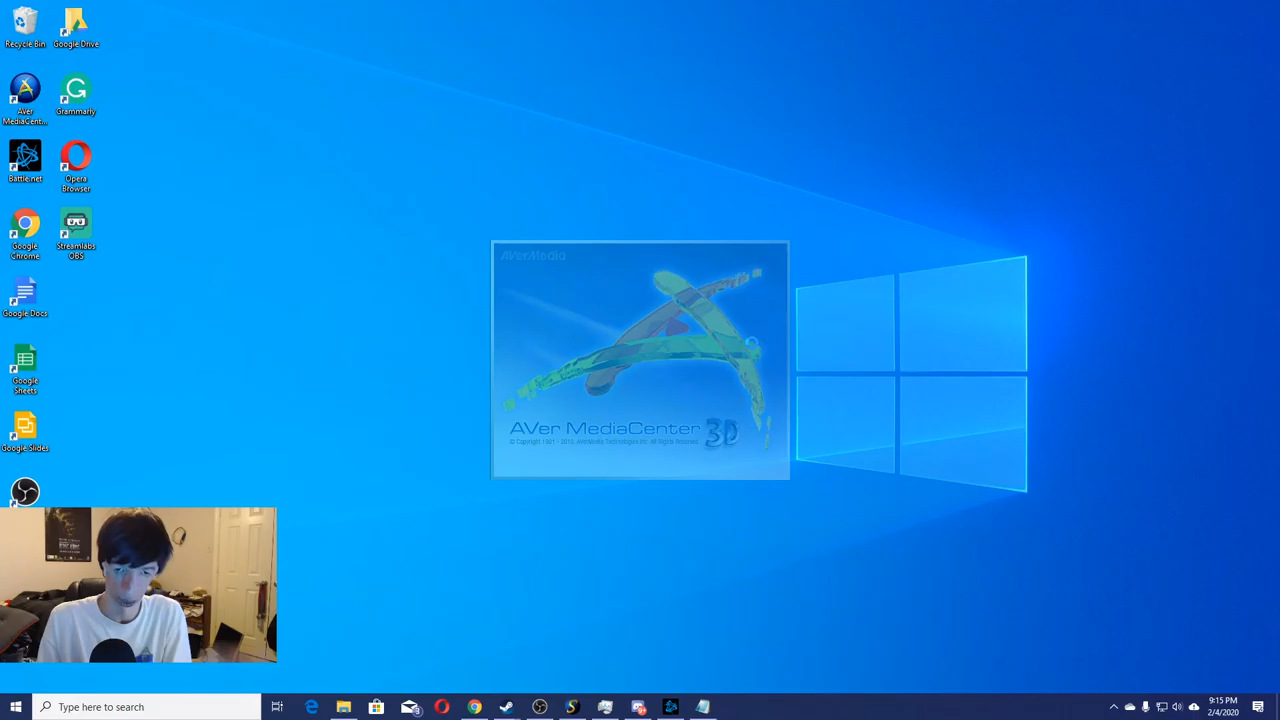 Recycle Bin
Google Drive
AVer
MediaCent...
Grammarly
Battle.net
Opera
Browser
Google
Chrome
Streamlabs
OBS
Google Docs
Google
Sheets
Google Slides
AVerMedia
AVer MediaCenter 3D
Type here to search
3
9:15 PM
2/4/2020